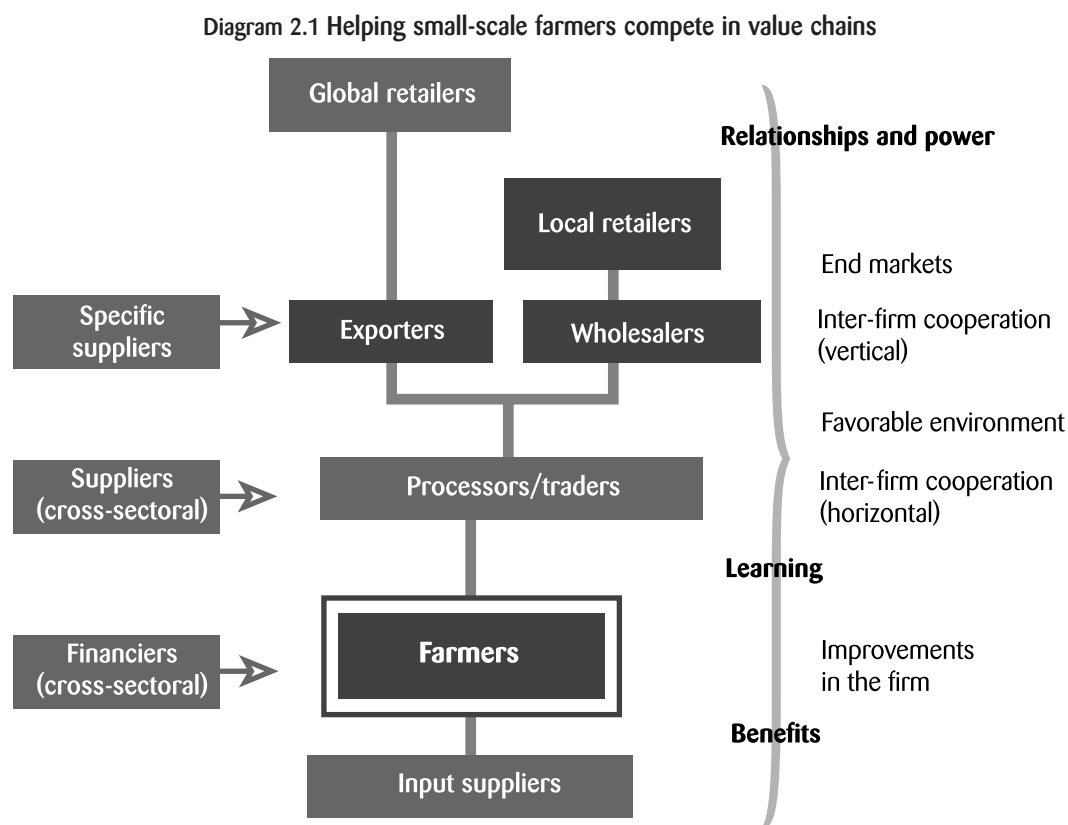 Diagram 2.1 Helping small-scale farmers compete in value chains
Global retailers
Relationships and power
Local retailers
End markets
Specific
suppliers
Exporters
Wholesalers
Inter-firm cooperation
(vertical)
Favorable environment
Suppliers
(cross-sectoral)
Processors/traders
Inter-firm cooperation
(horizontal)
Learning
Financiers
(cross-sectoral)
Farmers
Improvements
in the firm
Benefits
Input suppliers